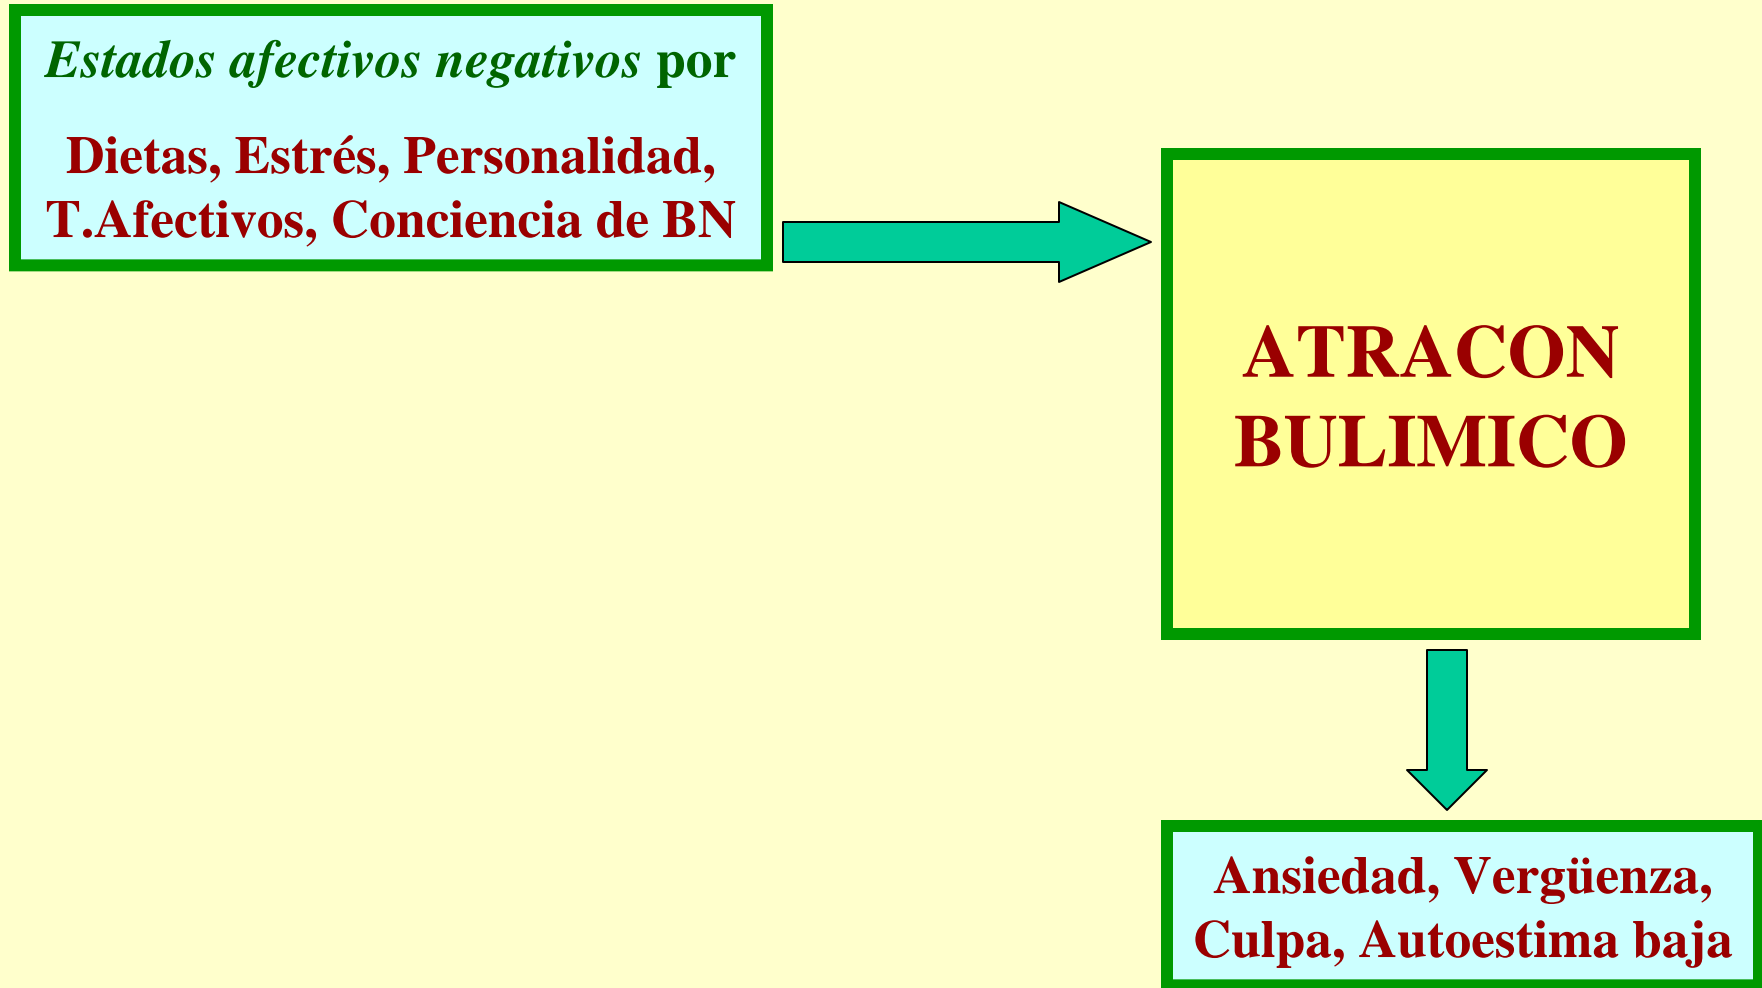 Estados afectivos negativos por
Dietas, Estrés, Personalidad,
T.Afectivos, Conciencia de BN
ATRACON
BULIMICO
Ansiedad, Vergüenza,
Culpa, Autoestima baja